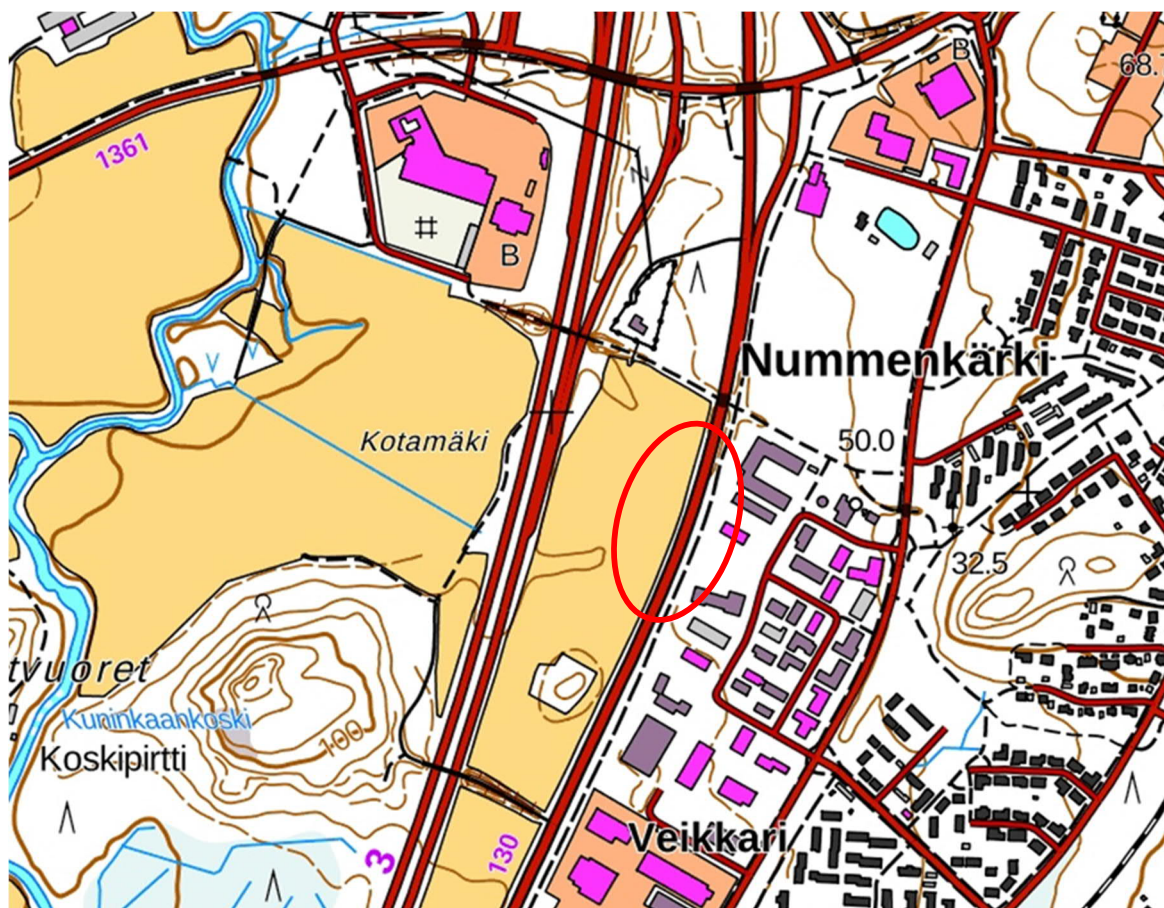 B
68.
1361
N
B
Nummenkärki
50.0
Kotamäki
32.5
tvuoret
Kuninkaankoski
Koskipirtti
100
Veikkari
3
130